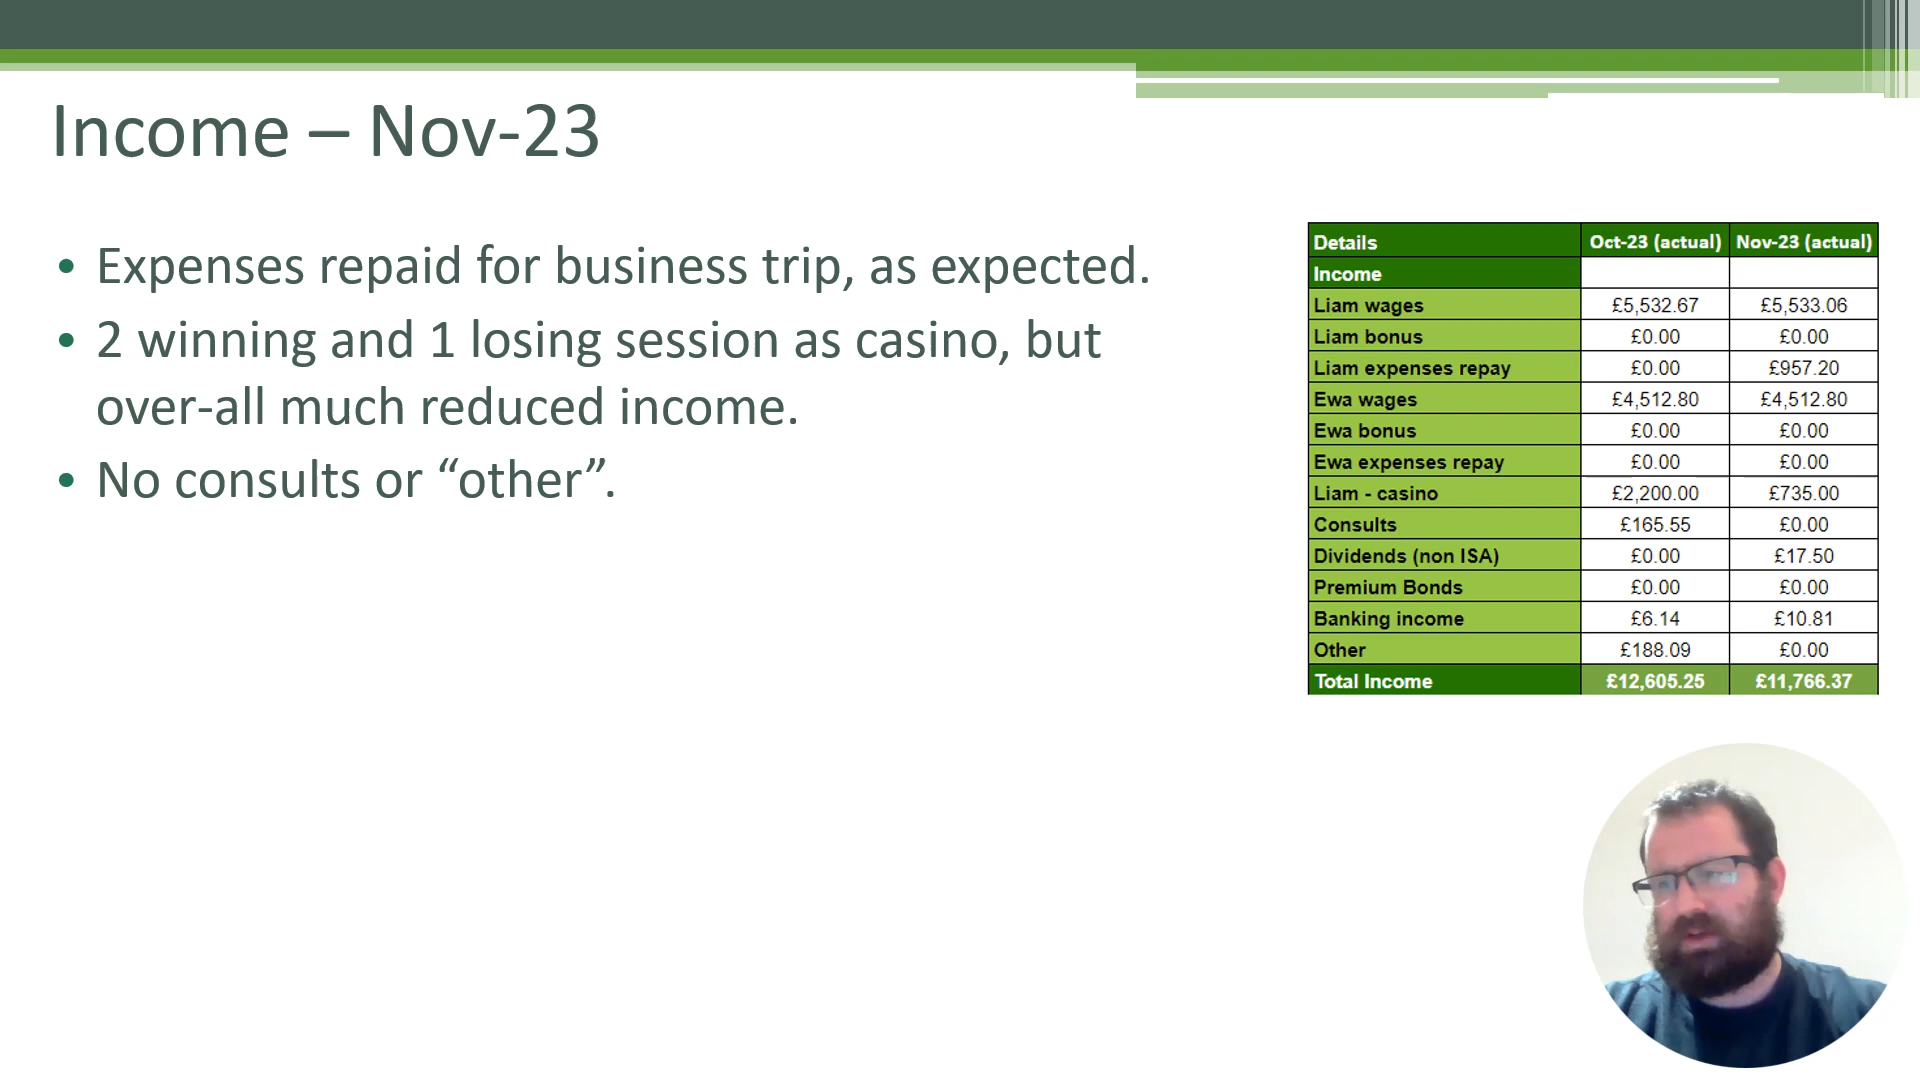 Income – Nov-23
• Expenses repaid for business trip, as expected.
• 2 winning and 1 losing session as casino, but
over-all much reduced income.
• No consults or “other”.
Details Oct-23 (actual) Nov-23 (actual)
Income
Liam wages £5,532.67 £5,533.06
Liam bonus £0.00 £0.00
Liam expenses repay £0.00 £957.20
Ewa wages £4,512.80 £4,512.80
Ewa bonus £0.00 £0.00
Ewa expenses repay £0.00 £0.00
Liam - casino £2,200.00 £735.00
Consults £165.55 £0.00
Dividends (non ISA) £0.00 £17.50
Premium Bonds £0.00 £0.00
Banking income £6.14 £10.81
Other £188.09 £0.00
Total Income £12,605.25 £11,766.37